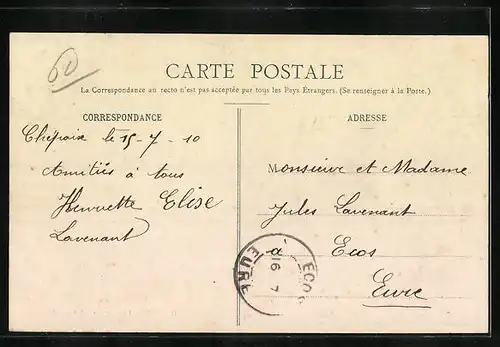 60
CARTE POSTALE
La Correspondance au recto n'est pas acceptée par tous les Pays Étrangers. (Se renseigner à la Poste.)
CORRESPONDANCE
Chépoix le 15-7-10
Amitiés à tous
Henriette Elise
Lavenant
ADRESSE
Monsieur et Madame
Jules Lavenant
Ecos
Eure
ECOS
16 7
EURE